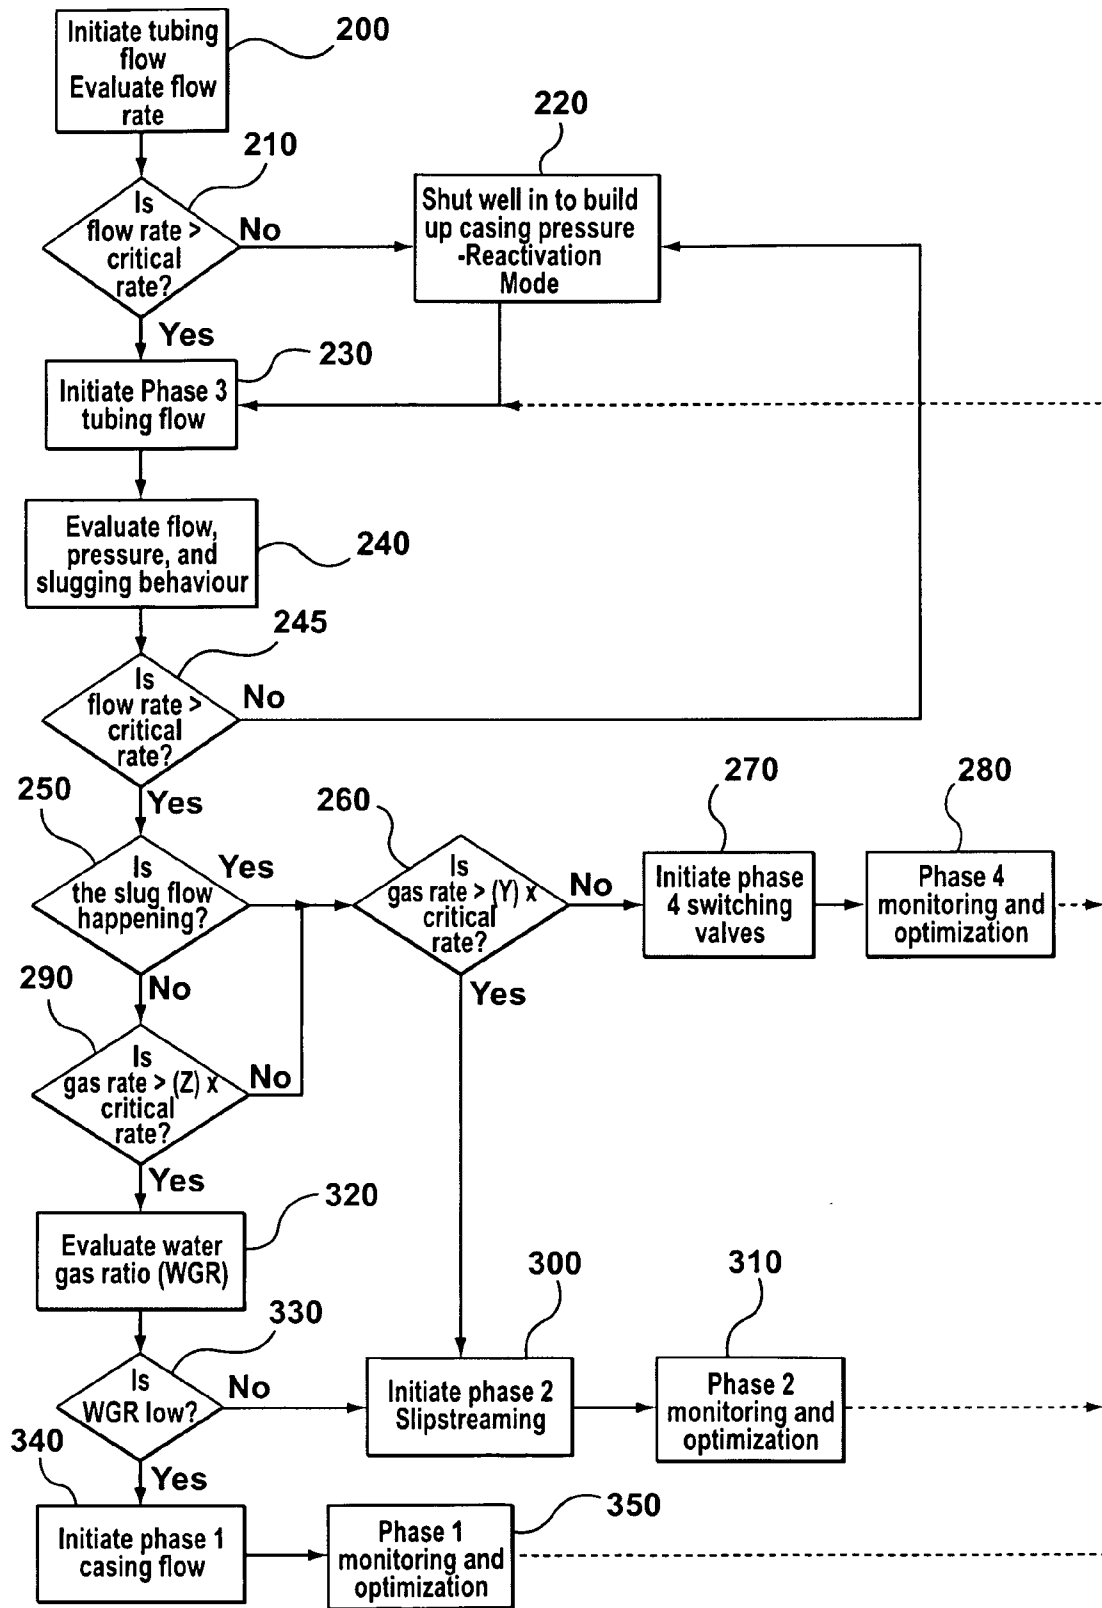 Initiate tubing
flow
Evaluate flow
rate
200
210
Is
flow rate >
critical
rate?
No
Yes
220
Shut well in to build
up casing pressure
-Reactivation
Mode
230
Initiate Phase 3
tubing flow
Evaluate flow,
pressure, and
slugging behaviour
240
245
Is
flow rate >
critical
rate?
No
Yes
250
Is
the slug flow
happening?
Yes
No
260
Is
gas rate > (Y) x
critical
rate?
No
Yes
270
Initiate phase
4 switching
valves
280
Phase 4
monitoring and
optimization
290
Is
gas rate > (Z) x
critical
rate?
No
Yes
320
Evaluate water
gas ratio (WGR)
330
Is
WGR low?
No
Yes
300
Initiate phase 2
Slipstreaming
310
Phase 2
monitoring and
optimization
340
Initiate phase 1
casing flow
350
Phase 1
monitoring and
optimization